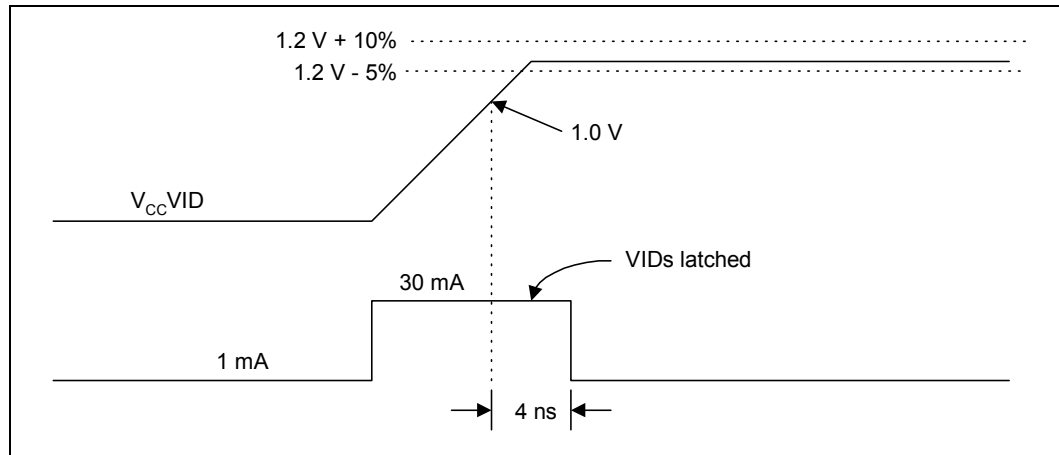 1.2 V + 10%
1.2 V - 5%
1.0 V
VCCVID
VIDs latched
30 mA
1 mA
4 ns